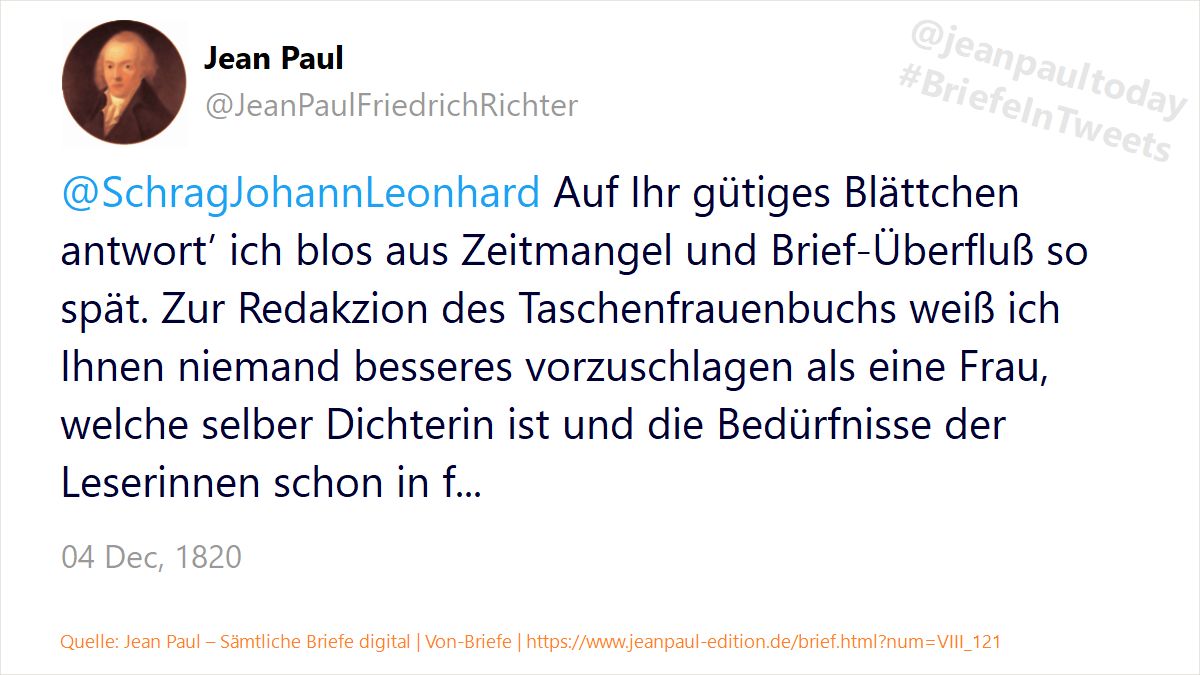 @jeanpaultoday
#BriefeInTweets
Jean Paul
@JeanPaulFriedrichRichter
@SchragJohannLeonhard Auf Ihr gütiges Blättchen
antwort’ ich blos aus Zeitmangel und Brief-Überfluß so
spät. Zur Redakzion des Taschenfrauenbuchs weiß ich
Ihnen niemand besseres vorzuschlagen als eine Frau,
welche selber Dichterin ist und die Bedürfnisse der
Leserinnen schon in f...
04 Dec, 1820
Quelle: Jean Paul – Sämtliche Briefe digital | Von-Briefe | https://www.jeanpaul-edition.de/brief.html?num=VIII_121